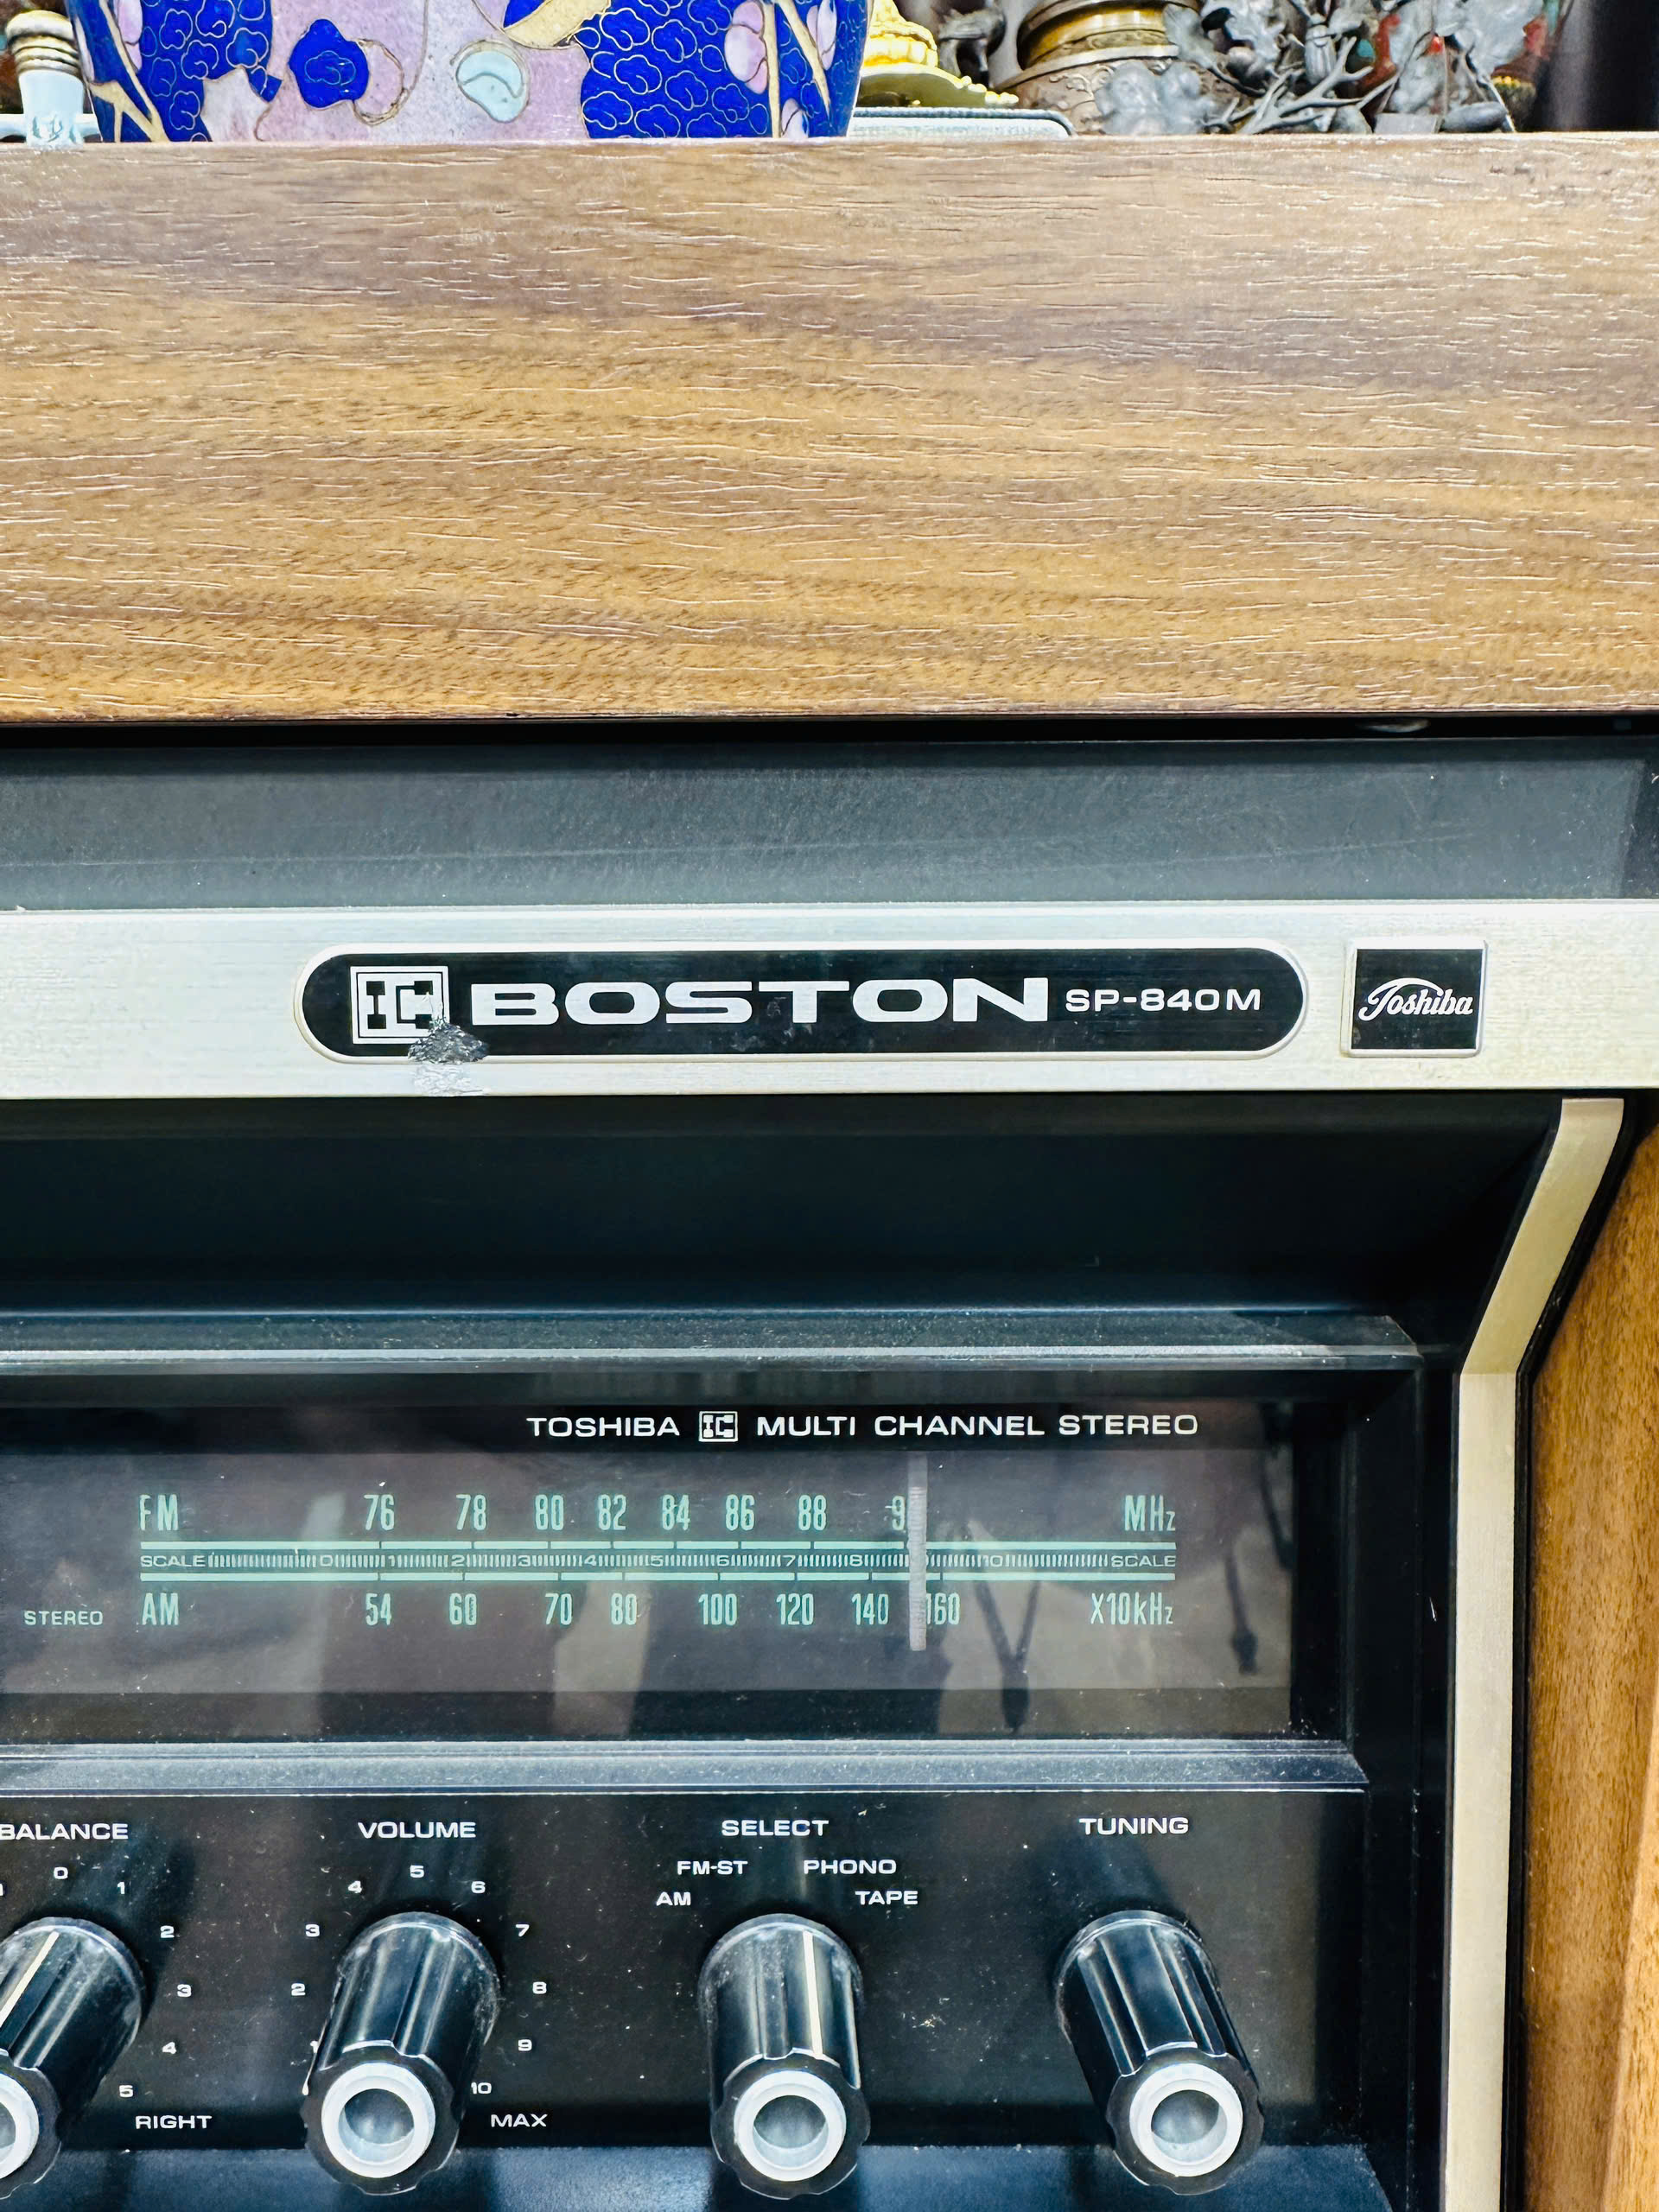 IC BOSTON SP-840M Toshiba
TOSHIBA IC MULTI CHANNEL STEREO
FM 76 78 80 82 84 86 88 MHz
SCALE 0 1 2 3 4 5 6 7 8 10 SCALE
STEREO AM 54 60 70 80 100 120 140 160 X10kHz
BALANCE VOLUME SELECT TUNING
0 1 2 3 4 5 RIGHT
1 2 3 4 5 6 7 8 9 10 MAX
AM FM-ST PHONO TAPE